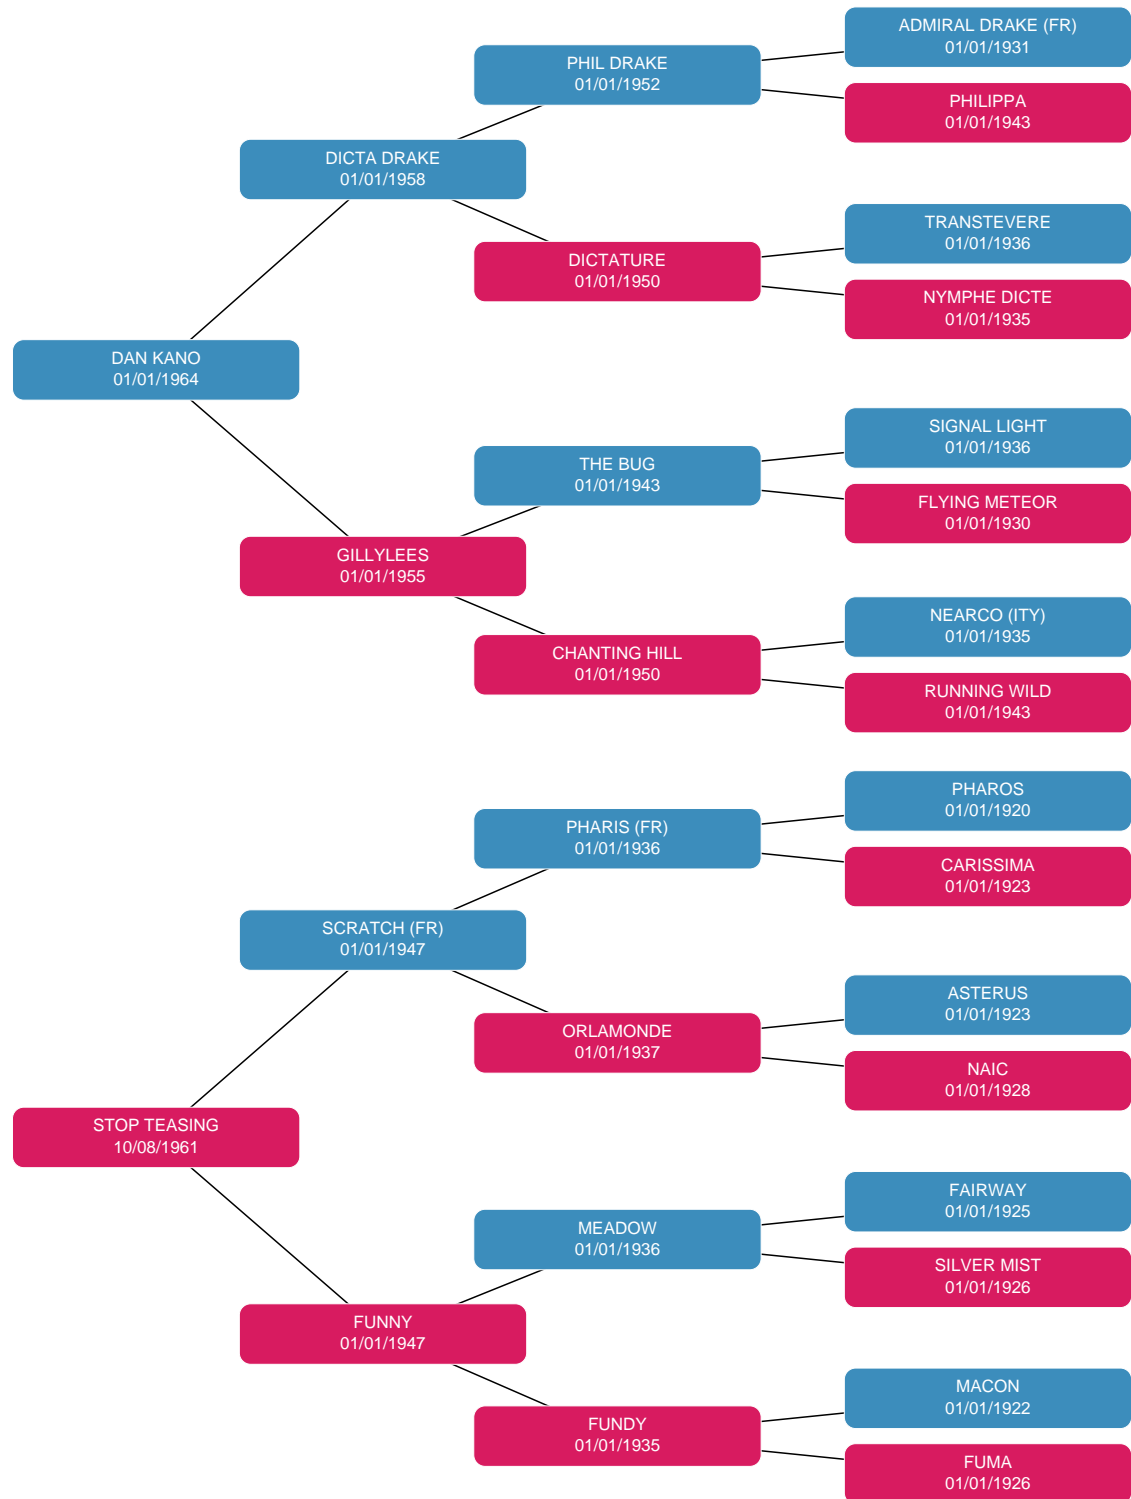 ADMIRAL DRAKE (FR)
01/01/1931
PHIL DRAKE
01/01/1952
PHILIPPA
01/01/1943
DICTA DRAKE
01/01/1958
TRANSTEVERE
01/01/1936
DICTATURE
01/01/1950
NYMPHE DICTE
01/01/1935
DAN KANO
01/01/1964
SIGNAL LIGHT
01/01/1936
THE BUG
01/01/1943
FLYING METEOR
01/01/1930
GILLYLEES
01/01/1955
NEARCO (ITY)
01/01/1935
CHANTING HILL
01/01/1950
RUNNING WILD
01/01/1943
PHAROS
01/01/1920
PHARIS (FR)
01/01/1936
CARISSIMA
01/01/1923
SCRATCH (FR)
01/01/1947
ASTERUS
01/01/1923
ORLAMONDE
01/01/1937
NAIC
01/01/1928
STOP TEASING
10/08/1961
FAIRWAY
01/01/1925
MEADOW
01/01/1936
SILVER MIST
01/01/1926
FUNNY
01/01/1947
MACON
01/01/1922
FUNDY
01/01/1935
FUMA
01/01/1926